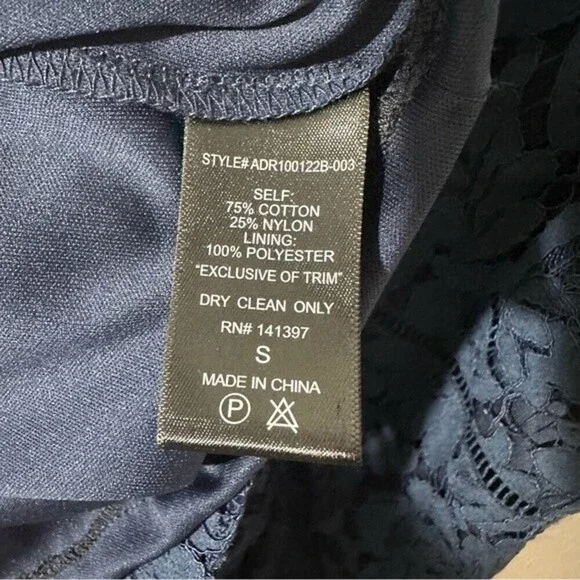 STYLE# ADR100122B-003
SELF:
75% COTTON
25% NYLON
LINING:
100% POLYESTER
"EXCLUSIVE OF TRIM"
DRY CLEAN ONLY
RN# 141397
S
MADE IN CHINA
P